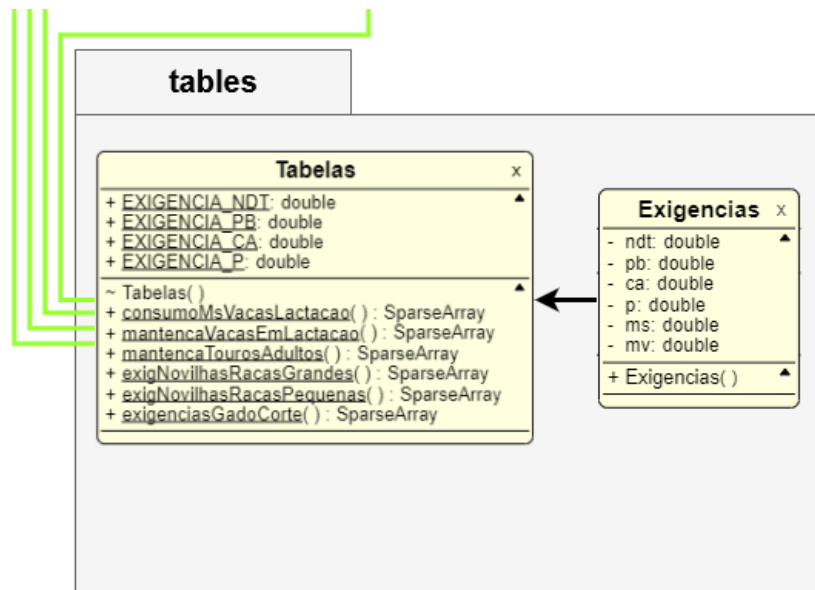 tables
Tabelas x
+ EXIGENCIA_NDT: double
+ EXIGENCIA_PB: double
+ EXIGENCIA_CA: double
+ EXIGENCIA_P: double
~ Tabelas( )
+ consumoMsVacasLactacao( ) : SparseArray
+ mantencaVacasEmLactacao( ) : SparseArray
+ mantencaTourosAdultos( ) : SparseArray
+ exigNovilhasRacasGrandes( ) : SparseArray
+ exigNovilhasRacasPequenas( ) : SparseArray
+ exigenciasGadoCorte( ) : SparseArray
Exigencias x
- ndt: double
- pb: double
- ca: double
- p: double
- ms: double
- mv: double
+ Exigencias( )